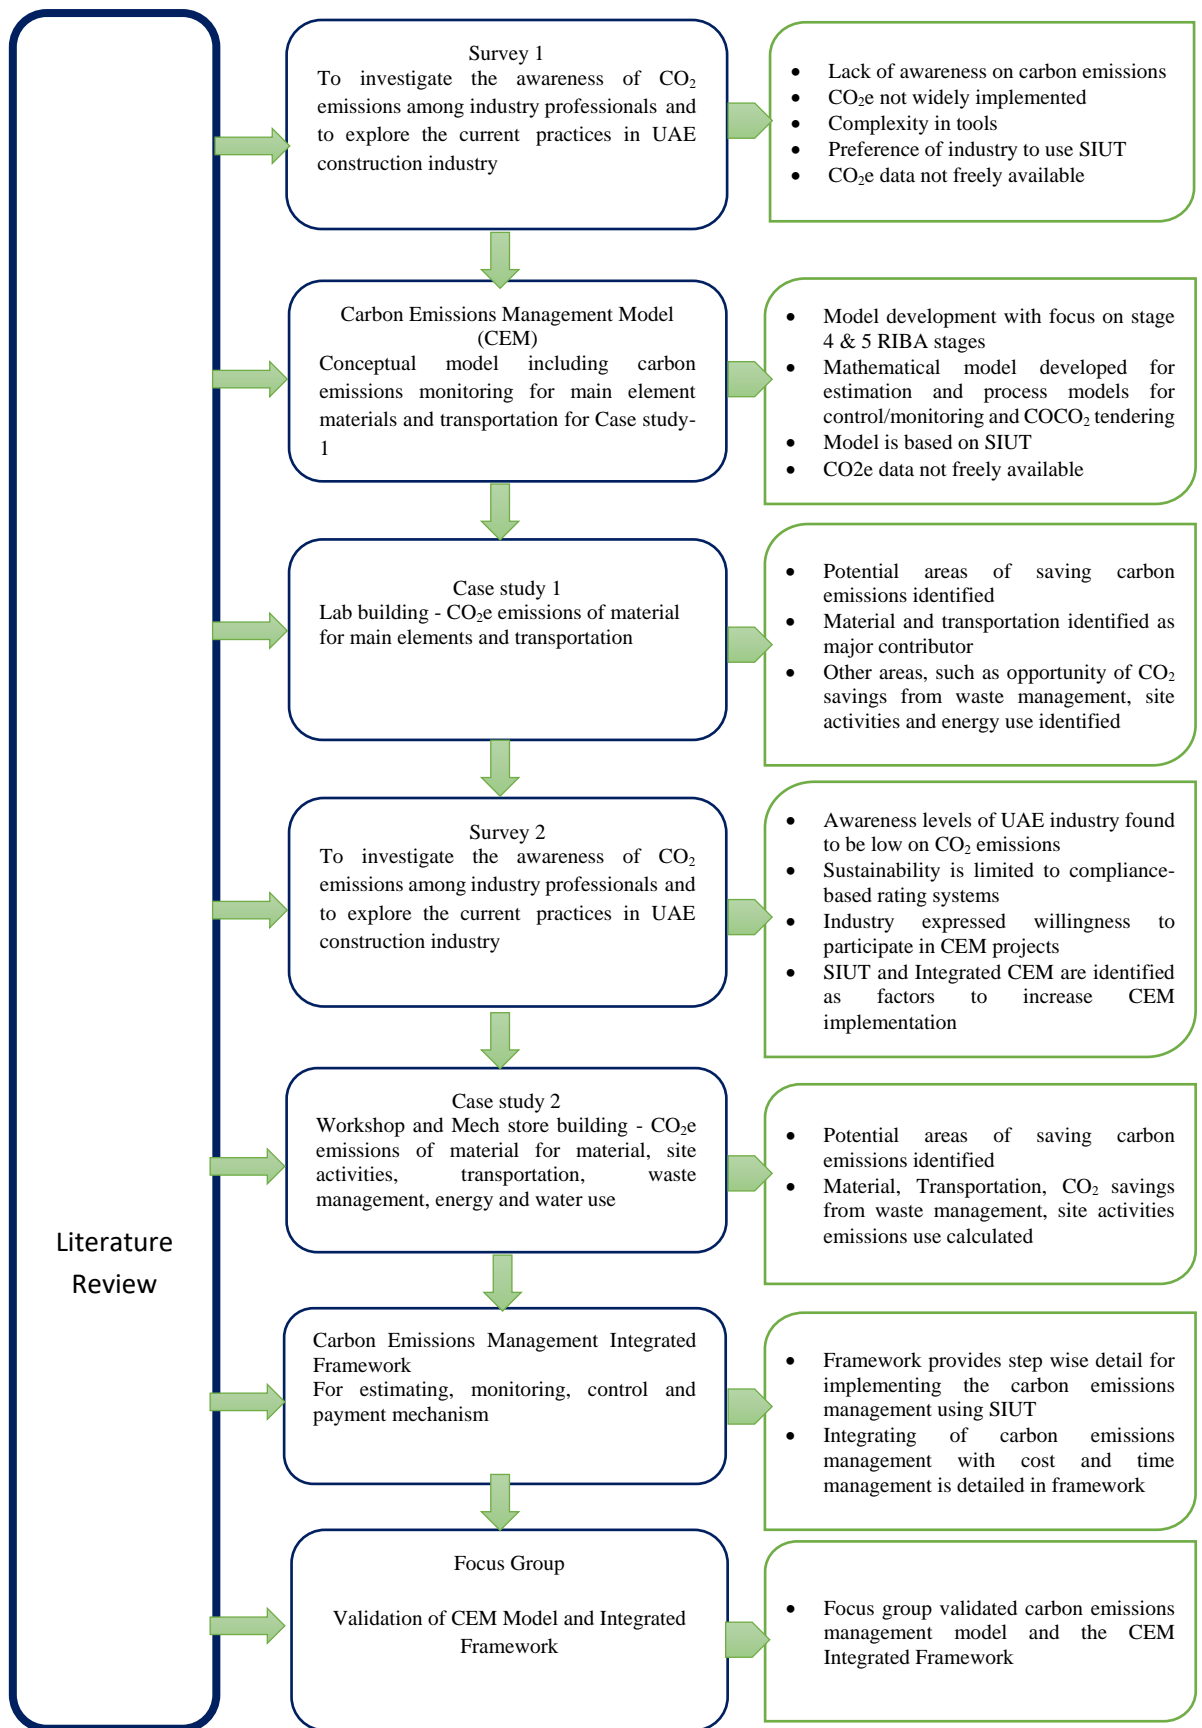 Literature
Review
Survey 1
To investigate the awareness of CO₂
emissions among industry professionals and
to explore the current practices in UAE
construction industry
• Lack of awareness on carbon emissions
• CO₂e not widely implemented
• Complexity in tools
• Preference of industry to use SIUT
• CO₂e data not freely available
Carbon Emissions Management Model
(CEM)
Conceptual model including carbon
emissions monitoring for main element
materials and transportation for Case study-
1
• Model development with focus on stage
4 & 5 RIBA stages
• Mathematical model developed for
estimation and process models for
control/monitoring and COCO₂ tendering
• Model is based on SIUT
• CO2e data not freely available
Case study 1
Lab building - CO₂e emissions of material
for main elements and transportation
• Potential areas of saving carbon
emissions identified
• Material and transportation identified as
major contributor
• Other areas, such as opportunity of CO₂
savings from waste management, site
activities and energy use identified
Survey 2
To investigate the awareness of CO₂
emissions among industry professionals and
to explore the current practices in UAE
construction industry
• Awareness levels of UAE industry found
to be low on CO₂ emissions
• Sustainability is limited to compliance-
based rating systems
• Industry expressed willingness to
participate in CEM projects
• SIUT and Integrated CEM are identified
as factors to increase CEM
implementation
Case study 2
Workshop and Mech store building - CO₂e
emissions of material for material, site
activities, transportation, waste
management, energy and water use
• Potential areas of saving carbon
emissions identified
• Material, Transportation, CO₂ savings
from waste management, site activities
emissions use calculated
Carbon Emissions Management Integrated
Framework
For estimating, monitoring, control and
payment mechanism
• Framework provides step wise detail for
implementing the carbon emissions
management using SIUT
• Integrating of carbon emissions
management with cost and time
management is detailed in framework
Focus Group
Validation of CEM Model and Integrated
Framework
• Focus group validated carbon emissions
management model and the CEM
Integrated Framework